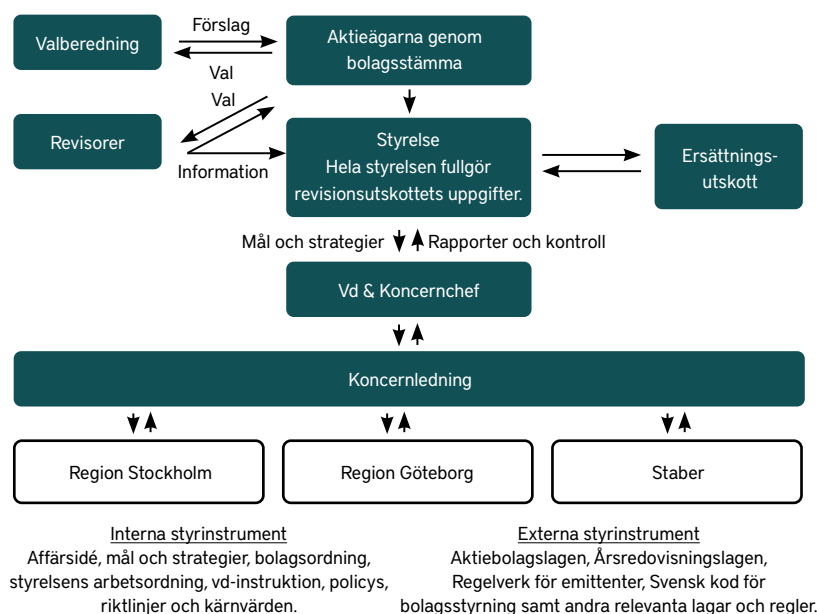 Valberedning
Förslag
Val
Aktieägarna genom
bolagsstämma
Val
Revisorer
Information
Styrelse
Hela styrelsen fullgör
revisionsutskottets uppgifter.
Ersättnings-
utskott
Mål och strategier
Rapporter och kontroll
Vd & Koncernchef
Koncernledning
Region Stockholm
Region Göteborg
Staber
Interna styrinstrument
Affärsidé, mål och strategier, bolagsordning,
styrelsens arbetsordning, vd-instruktion, policys,
riktlinjer och kärnvärden.
Externa styrinstrument
Aktiebolagslagen, Årsredovisningslagen,
Regelverk för emittenter, Svensk kod för
bolagsstyrning samt andra relevanta lagar och regler.